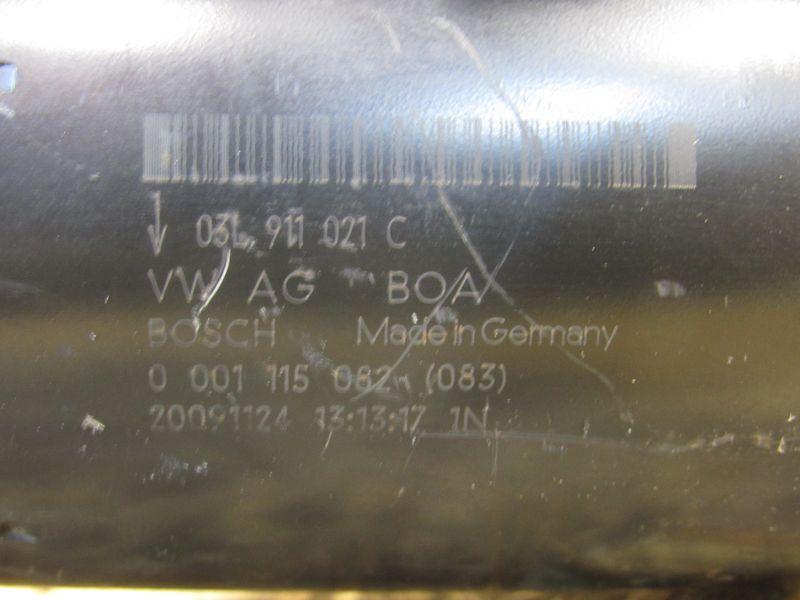 03L 911 021 C
VW AG BOA
BOSCH Made in Germany
0 001 115 082 (083)
20091124 13:13:17 1N